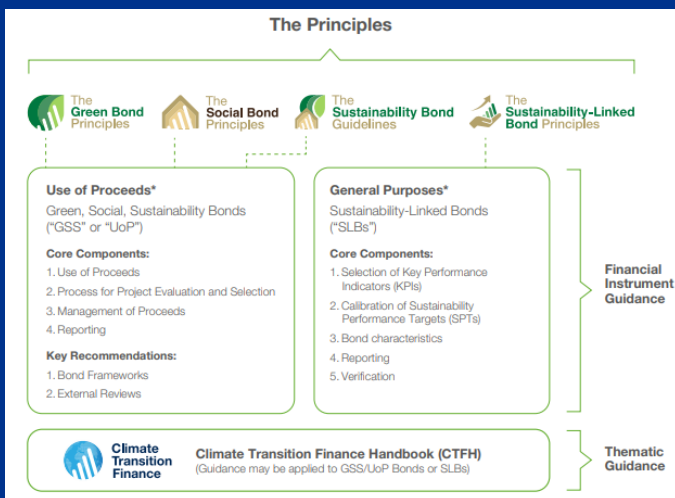 The Principles
The
Green Bond
Principles
The
Social Bond
Principles
The
Sustainability Bond
Guidelines
The
Sustainability-Linked
Bond Principles
Use of Proceeds*
Green, Social, Sustainability Bonds
("GSS" or "UoP")
Core Components:
1. Use of Proceeds
2. Process for Project Evaluation and Selection
3. Management of Proceeds
4. Reporting
Key Recommendations:
1. Bond Frameworks
2. External Reviews
General Purposes*
Sustainability-Linked Bonds
("SLBs")
Core Components:
1. Selection of Key Performance
Indicators (KPIs)
2. Calibration of Sustainability
Performance Targets (SPTs)
3. Bond characteristics
4. Reporting
5. Verification
Financial
Instrument
Guidance
Climate
Transition
Finance
Climate Transition Finance Handbook (CTFH)
(Guidance may be applied to GSS/UoP Bonds or SLBs)
Thematic
Guidance